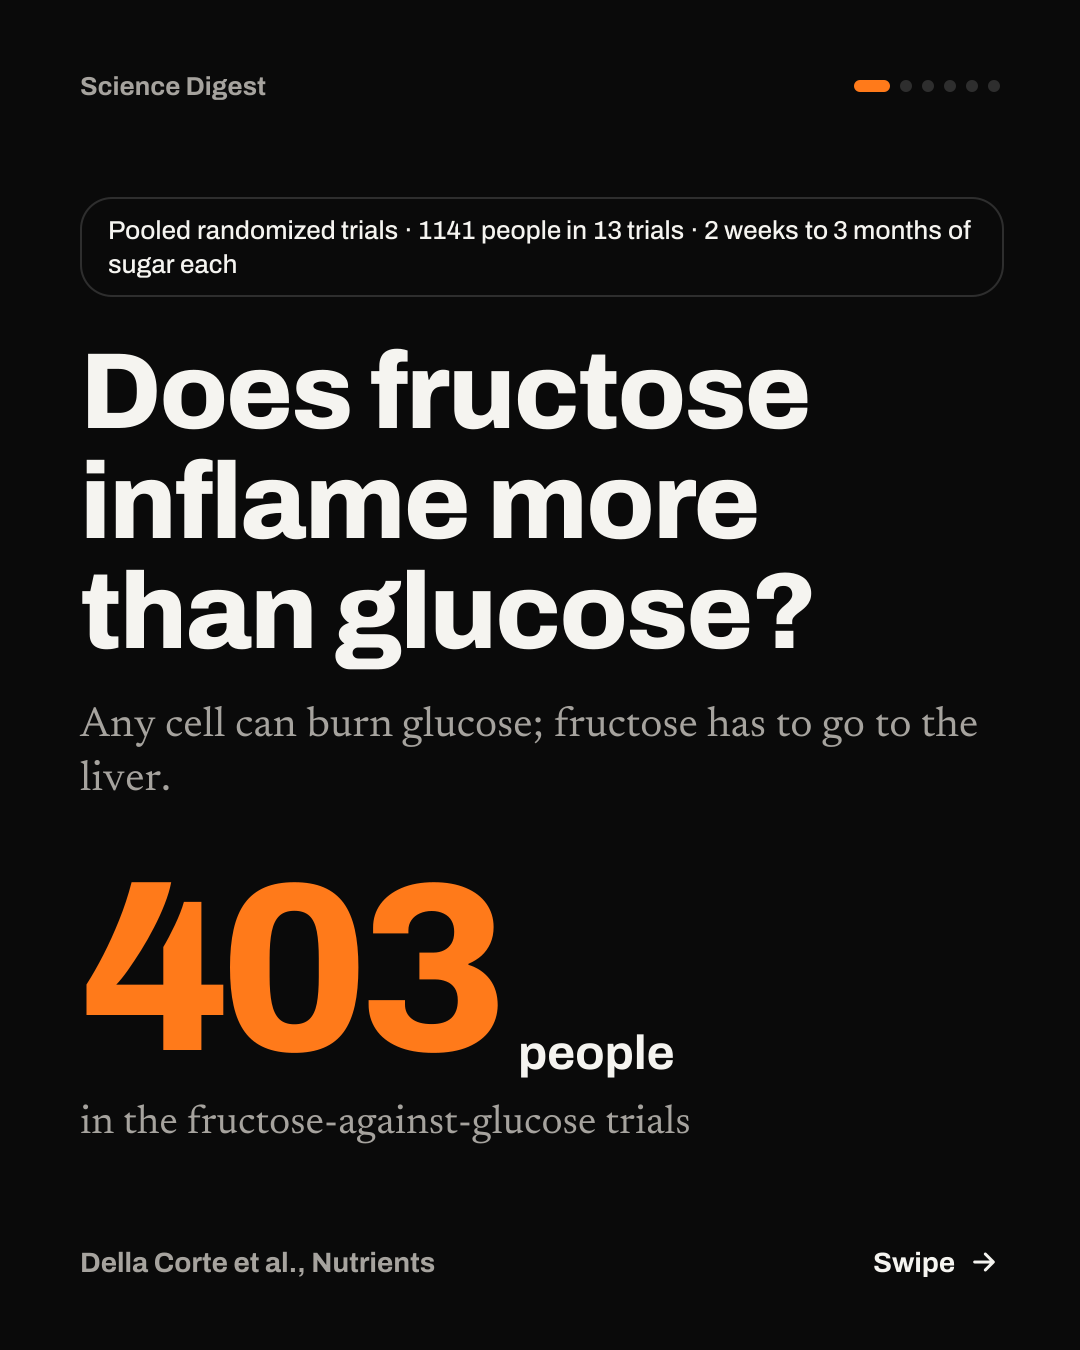 Science Digest
Pooled randomized trials · 1141 people in 13 trials · 2 weeks to 3 months of
sugar each
Does fructose
inflame more
than glucose?
Any cell can burn glucose; fructose has to go to the
liver.
403 people
in the fructose-against-glucose trials
Della Corte et al., Nutrients
Swipe →